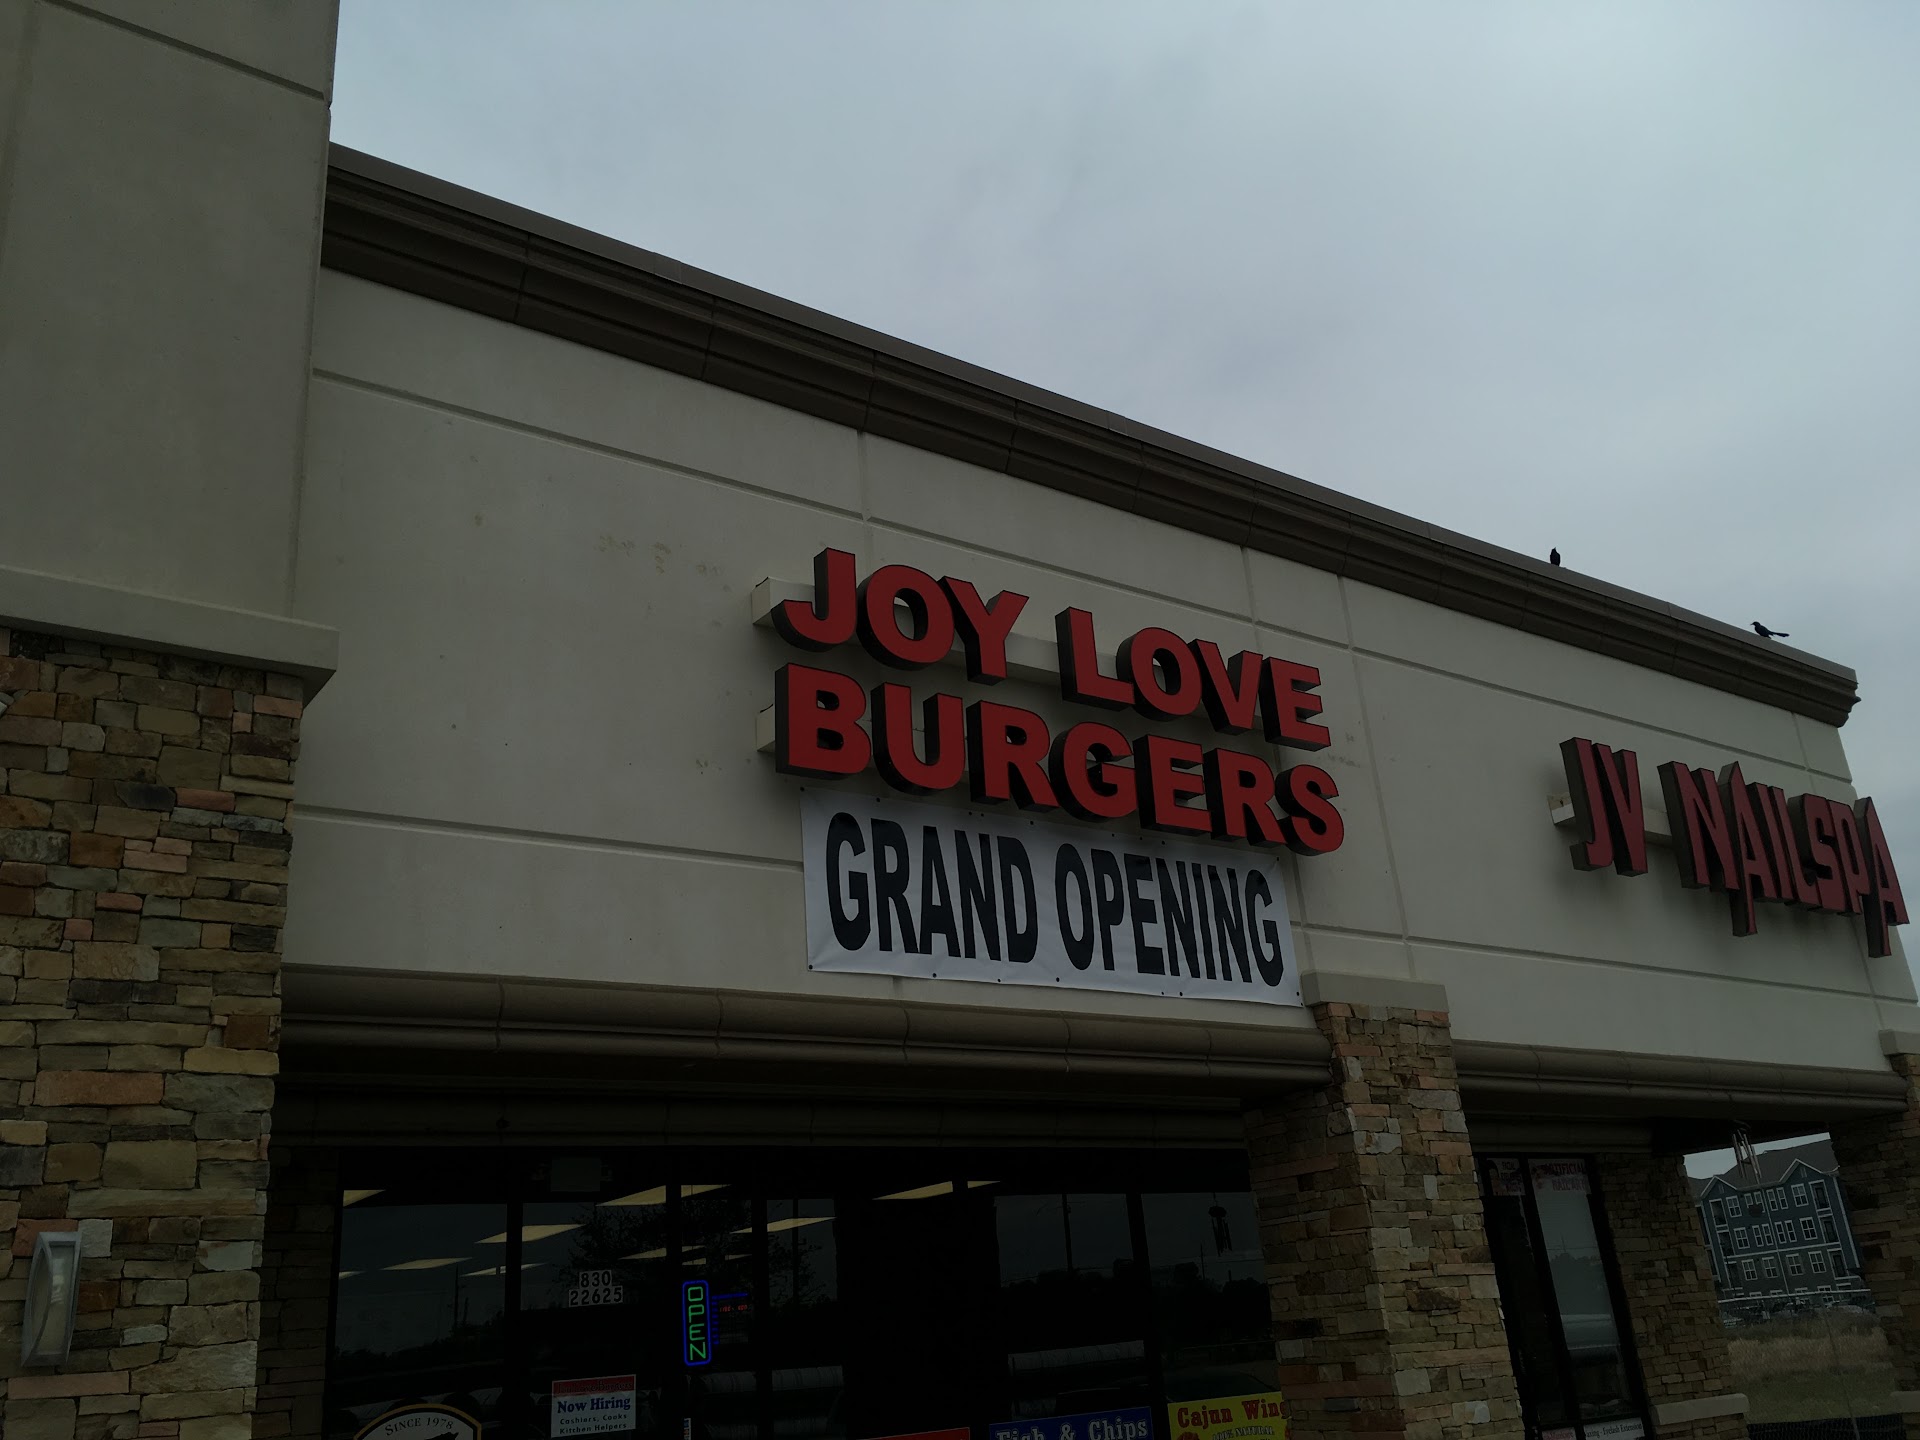 JOY LOVE
BURGERS
GRAND OPENING
JV NAILSPA
830
22625
OPEN
Now Hiring
Cashiers, Cooks
Kitchen Helpers
SINCE 1978
Fish & Chips
Cajun Wing